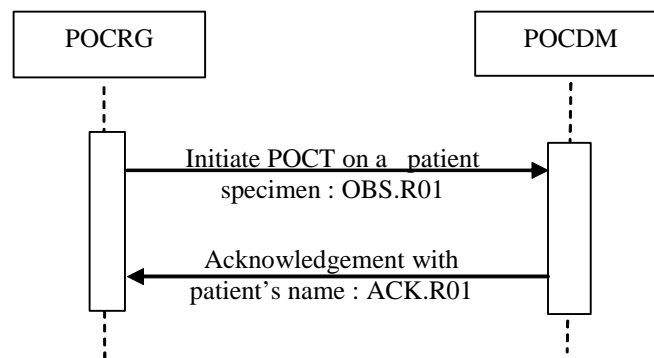 POCRG
POCDM
Initiate POCT on a patient
specimen : OBS.R01
Acknowledgement with
patient's name : ACK.R01